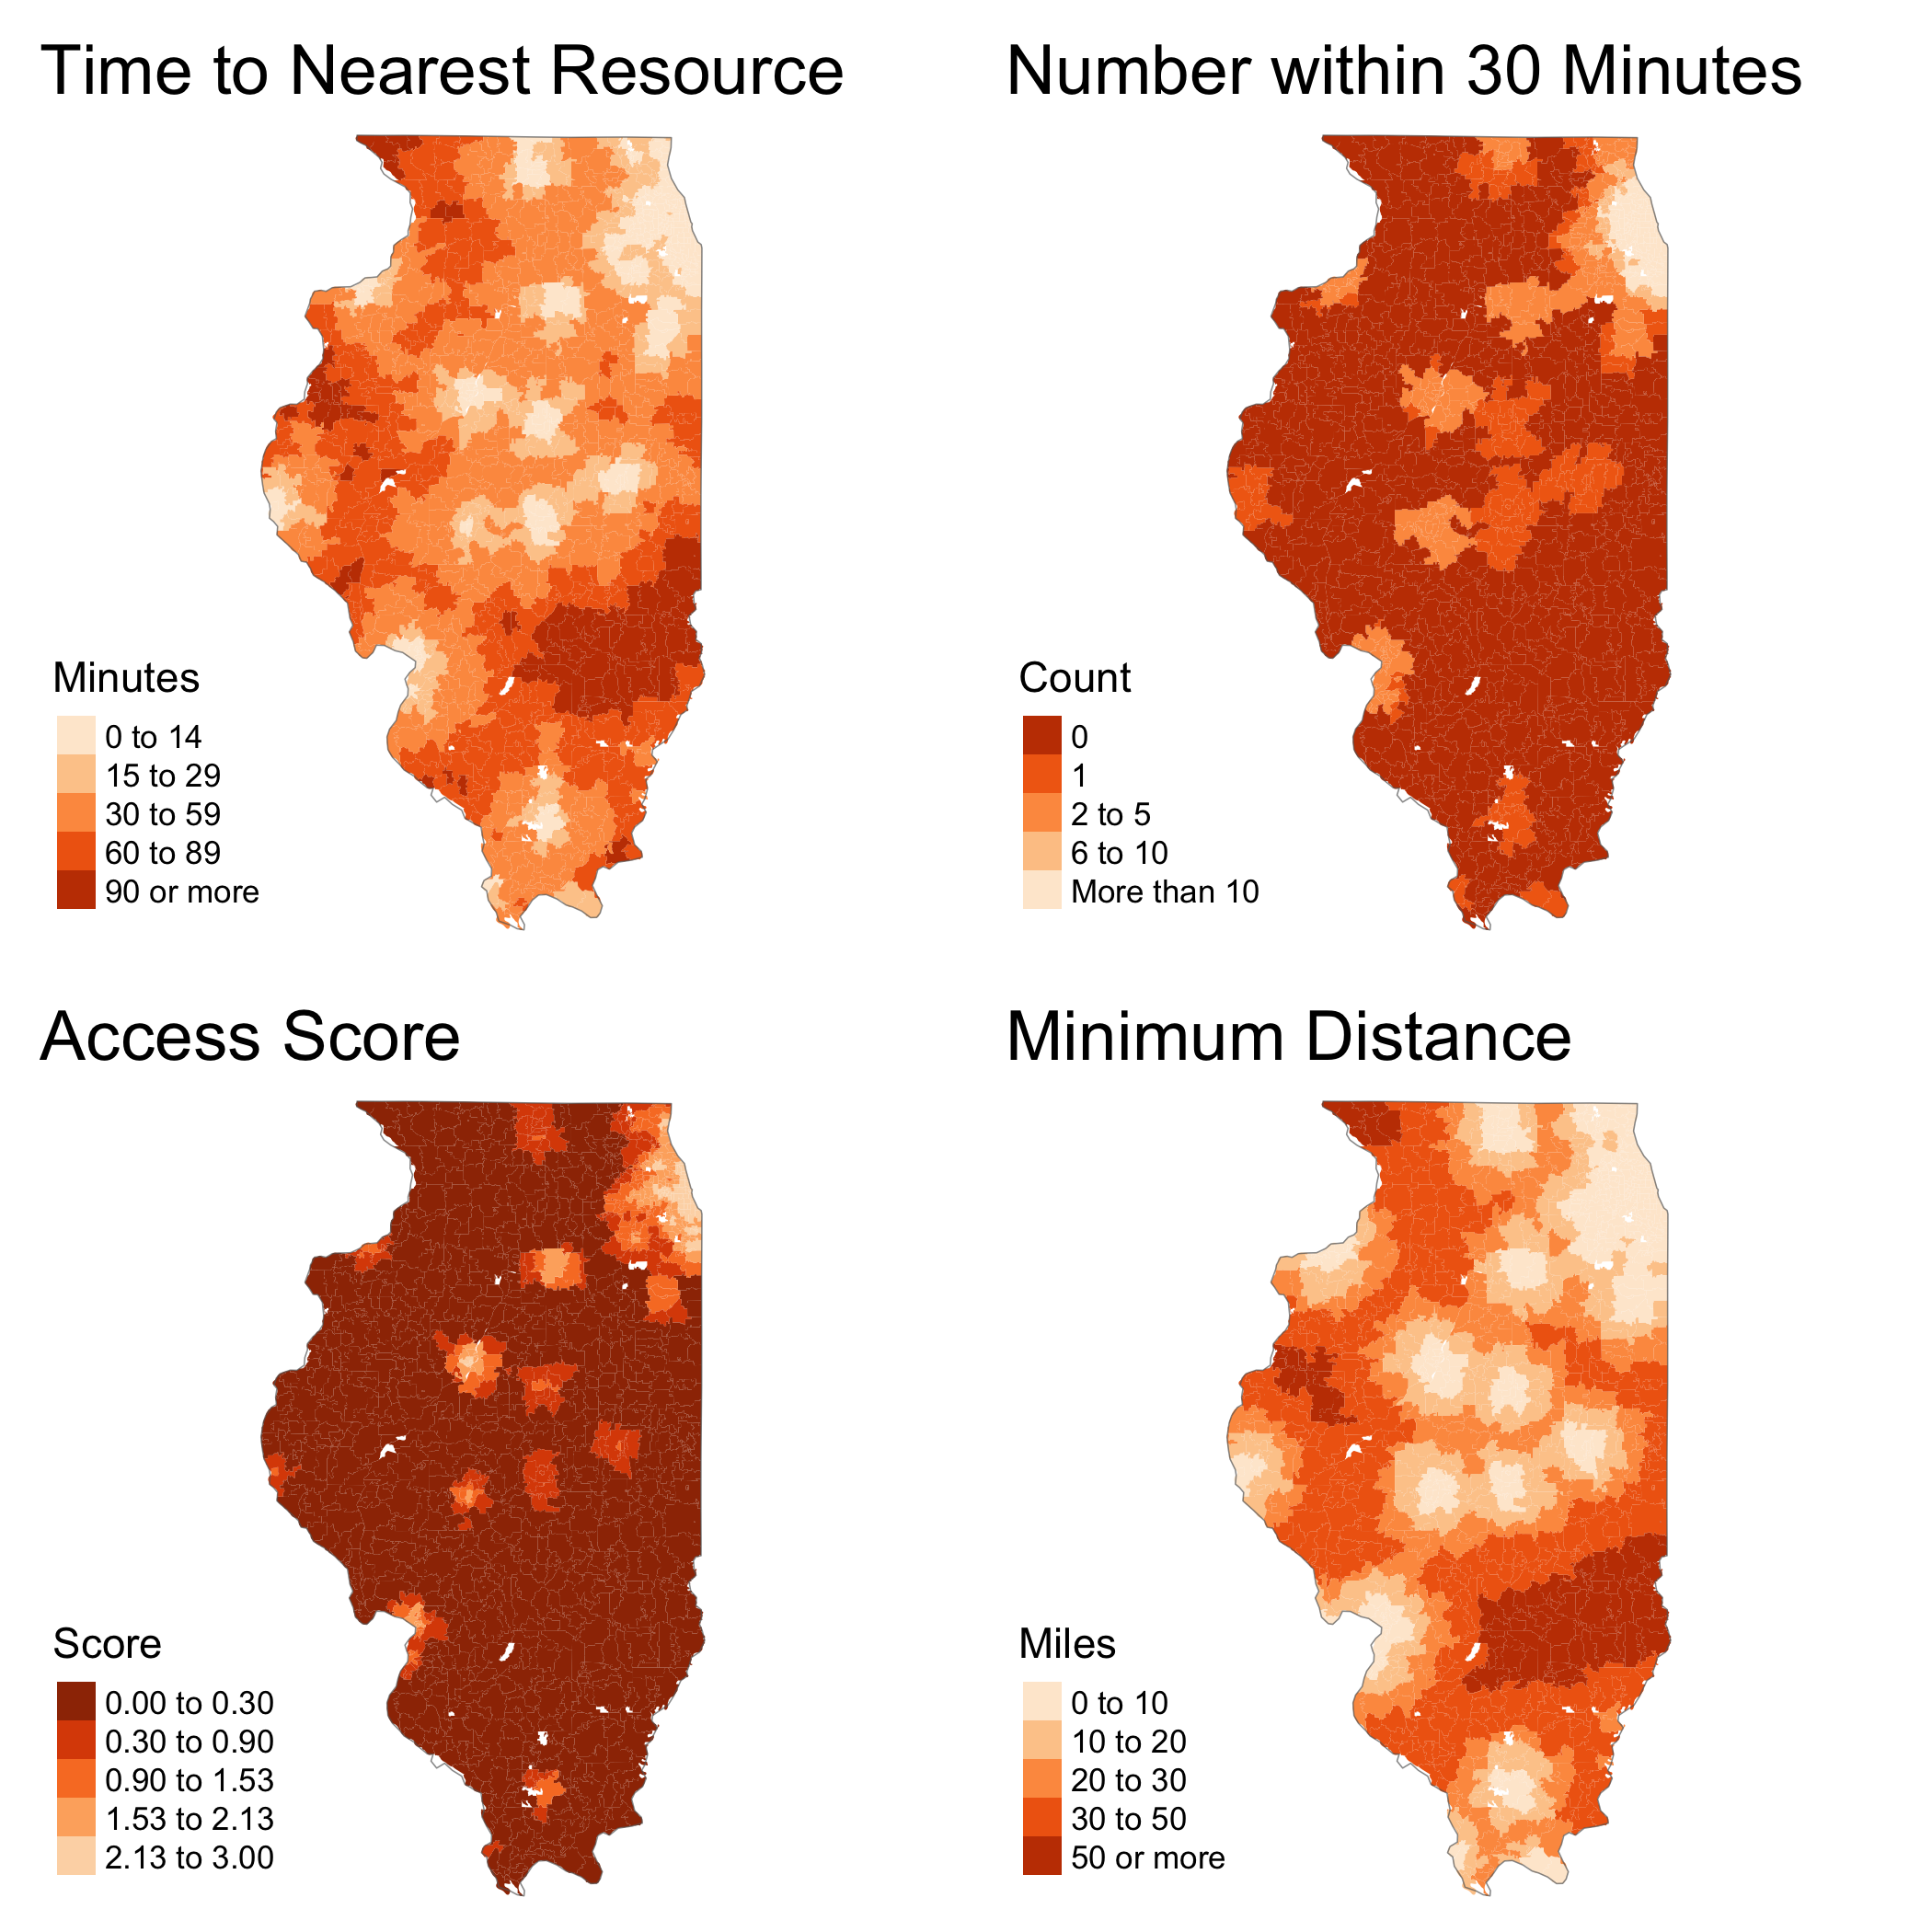 Time to Nearest Resource
Minutes
0 to 14
15 to 29
30 to 59
60 to 89
90 or more
Number within 30 Minutes
Count
0
1
2 to 5
6 to 10
More than 10
Access Score
Score
0.00 to 0.30
0.30 to 0.90
0.90 to 1.53
1.53 to 2.13
2.13 to 3.00
Minimum Distance
Miles
0 to 10
10 to 20
20 to 30
30 to 50
50 or more